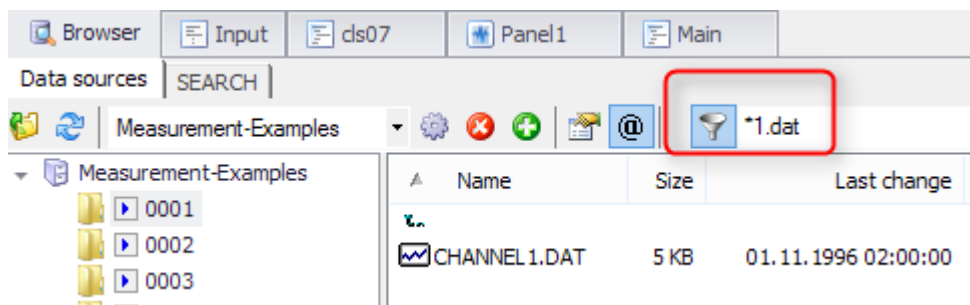 Browser Input cls07 Panel1 Main
Data sources SEARCH
Measurement-Examples @ *1.dat
Measurement-Examples Name Size Last change
0001
0002 CHANNEL1.DAT 5 KB 01.11.1996 02:00:00
0003